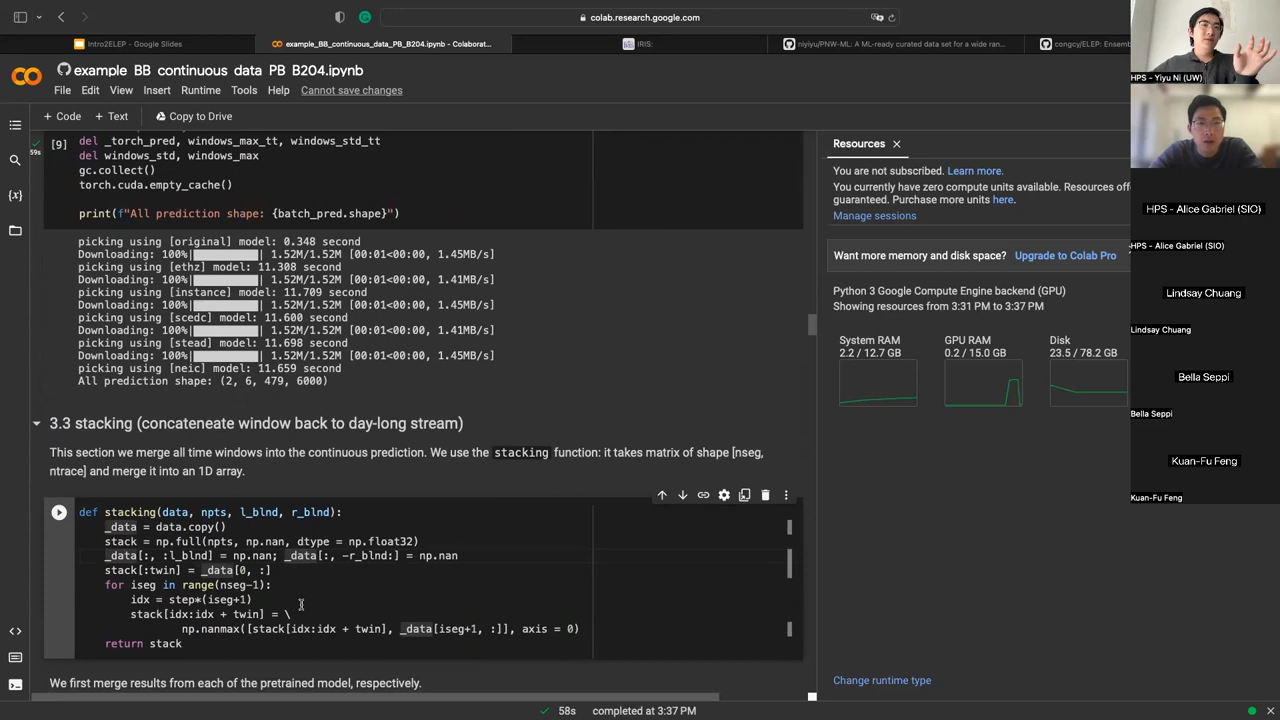 colab.research.google.com
Intro2ELEP - Google Slides
example_BB_continuous_data_PB_B204.ipynb - Colaborat...
IRIS:
niyiyu/PNW-ML: A ML-ready curated data set for a wide ran...
congcy/ELEP: Ensemb
example_BB_continuous_data_PB_B204.ipynb
File Edit View Insert Runtime Tools Help Cannot save changes
+ Code + Text Copy to Drive
[9]
59s
del _torch_pred, windows_max_tt, windows_std_tt
del windows_std, windows_max
gc.collect()
torch.cuda.empty_cache()
print(f"All prediction shape: {batch_pred.shape}")
picking using [original] model: 0.348 second
Downloading: 100%| | 1.52M/1.52M [00:01<00:00, 1.45MB/s]
picking using [ethz] model: 11.308 second
Downloading: 100%| | 1.52M/1.52M [00:01<00:00, 1.41MB/s]
picking using [instance] model: 11.709 second
Downloading: 100%| | 1.52M/1.52M [00:01<00:00, 1.45MB/s]
picking using [scedc] model: 11.600 second
Downloading: 100%| | 1.52M/1.52M [00:01<00:00, 1.41MB/s]
picking using [stead] model: 11.698 second
Downloading: 100%| | 1.52M/1.52M [00:01<00:00, 1.45MB/s]
picking using [neic] model: 11.659 second
All prediction shape: (2, 6, 479, 6000)
3.3 stacking (concateneate window back to day-long stream)
This section we merge all time windows into the continuous prediction. We use the stacking function: it takes matrix of shape [nseg,
ntrace] and merge it into an 1D array.
def stacking(data, npts, l_blnd, r_blnd):
_data = data.copy()
stack = np.full(npts, np.nan, dtype = np.float32)
_data[:, :l_blnd] = np.nan; _data[:, -r_blnd:] = np.nan
stack[:twin] = _data[0, :]
for iseg in range(nseg-1):
idx = step*(iseg+1)
stack[idx:idx + twin] = \
np.nanmax([stack[idx:idx + twin], _data[iseg+1, :]], axis = 0)
return stack
We first merge results from each of the pretrained model, respectively.
Resources
You are not subscribed. Learn more.
You currently have zero compute units available. Resources off
guaranteed. Purchase more units here.
Manage sessions
Want more memory and disk space? Upgrade to Colab Pro
Python 3 Google Compute Engine backend (GPU)
Showing resources from 3:31 PM to 3:37 PM
System RAM
2.2 / 12.7 GB
GPU RAM
0.2 / 15.0 GB
Disk
23.5 / 78.2 GB
Change runtime type
58s completed at 3:37 PM
HPS - Yiyu Ni (UW)
HPS - Alice Gabriel (SIO)
HPS - Alice Gabriel (SIO)
Lindsay Chuang
Lindsay Chuang
Bella Seppi
Bella Seppi
Kuan-Fu Feng
Kuan-Fu Feng